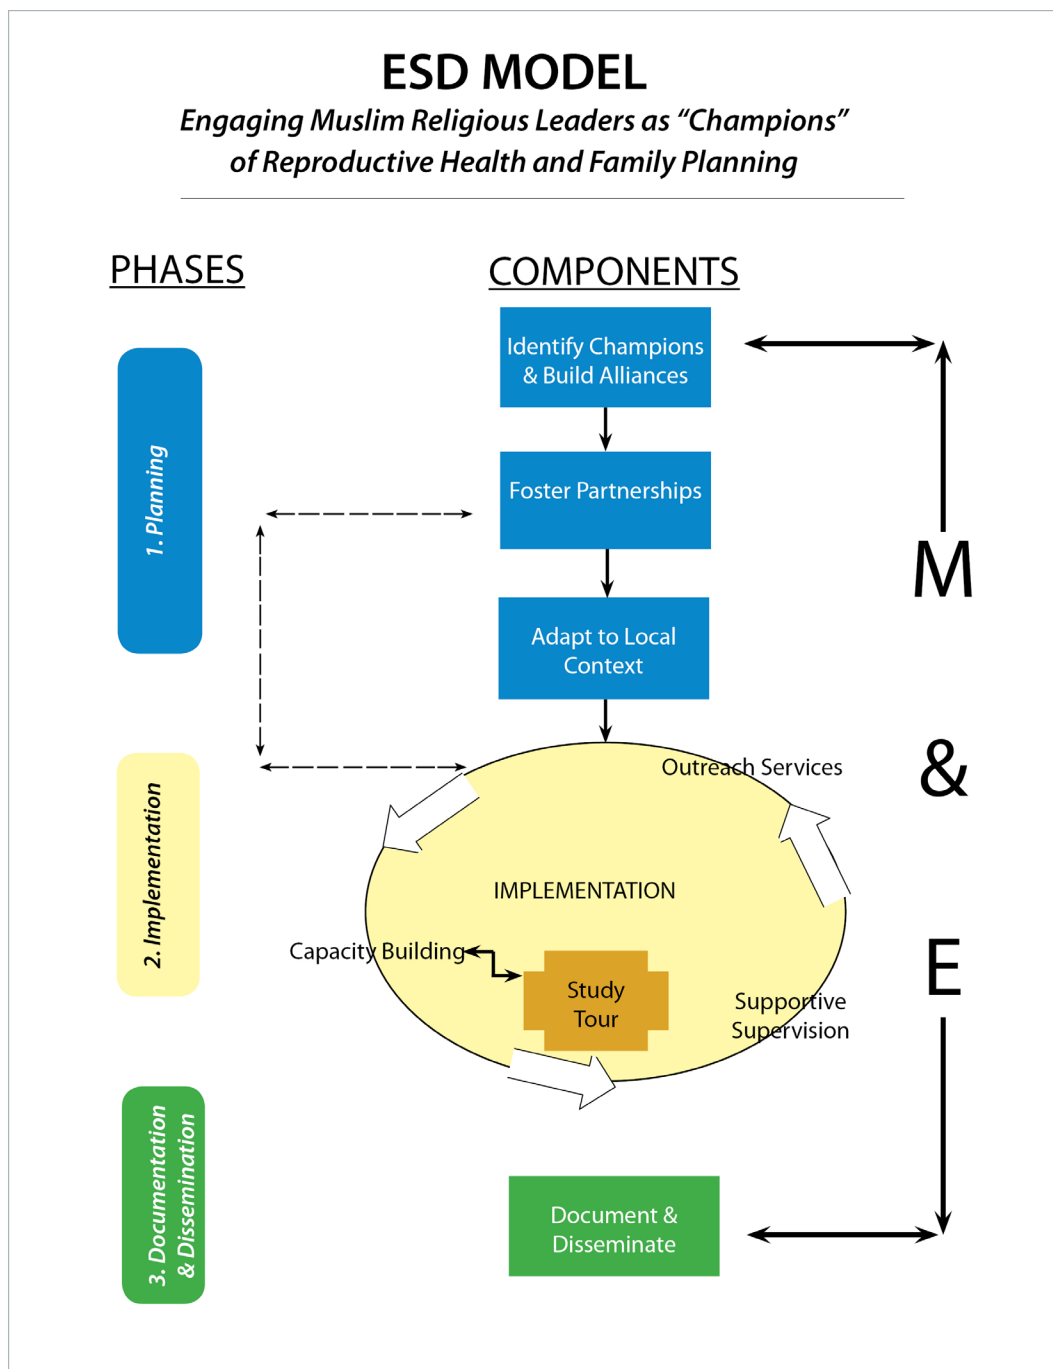 ESD MODEL
Engaging Muslim Religious Leaders as “Champions”
of Reproductive Health and Family Planning
PHASES
COMPONENTS
Identify Champions
& Build Alliances
1. Planning
Foster Partnerships
M
Adapt to Local
Context
Outreach Services
&
2. Implementation
IMPLEMENTATION
Capacity Building
E
Study
Tour
Supportive
Supervision
3. Documentation
& Dissemination
Document &
Disseminate